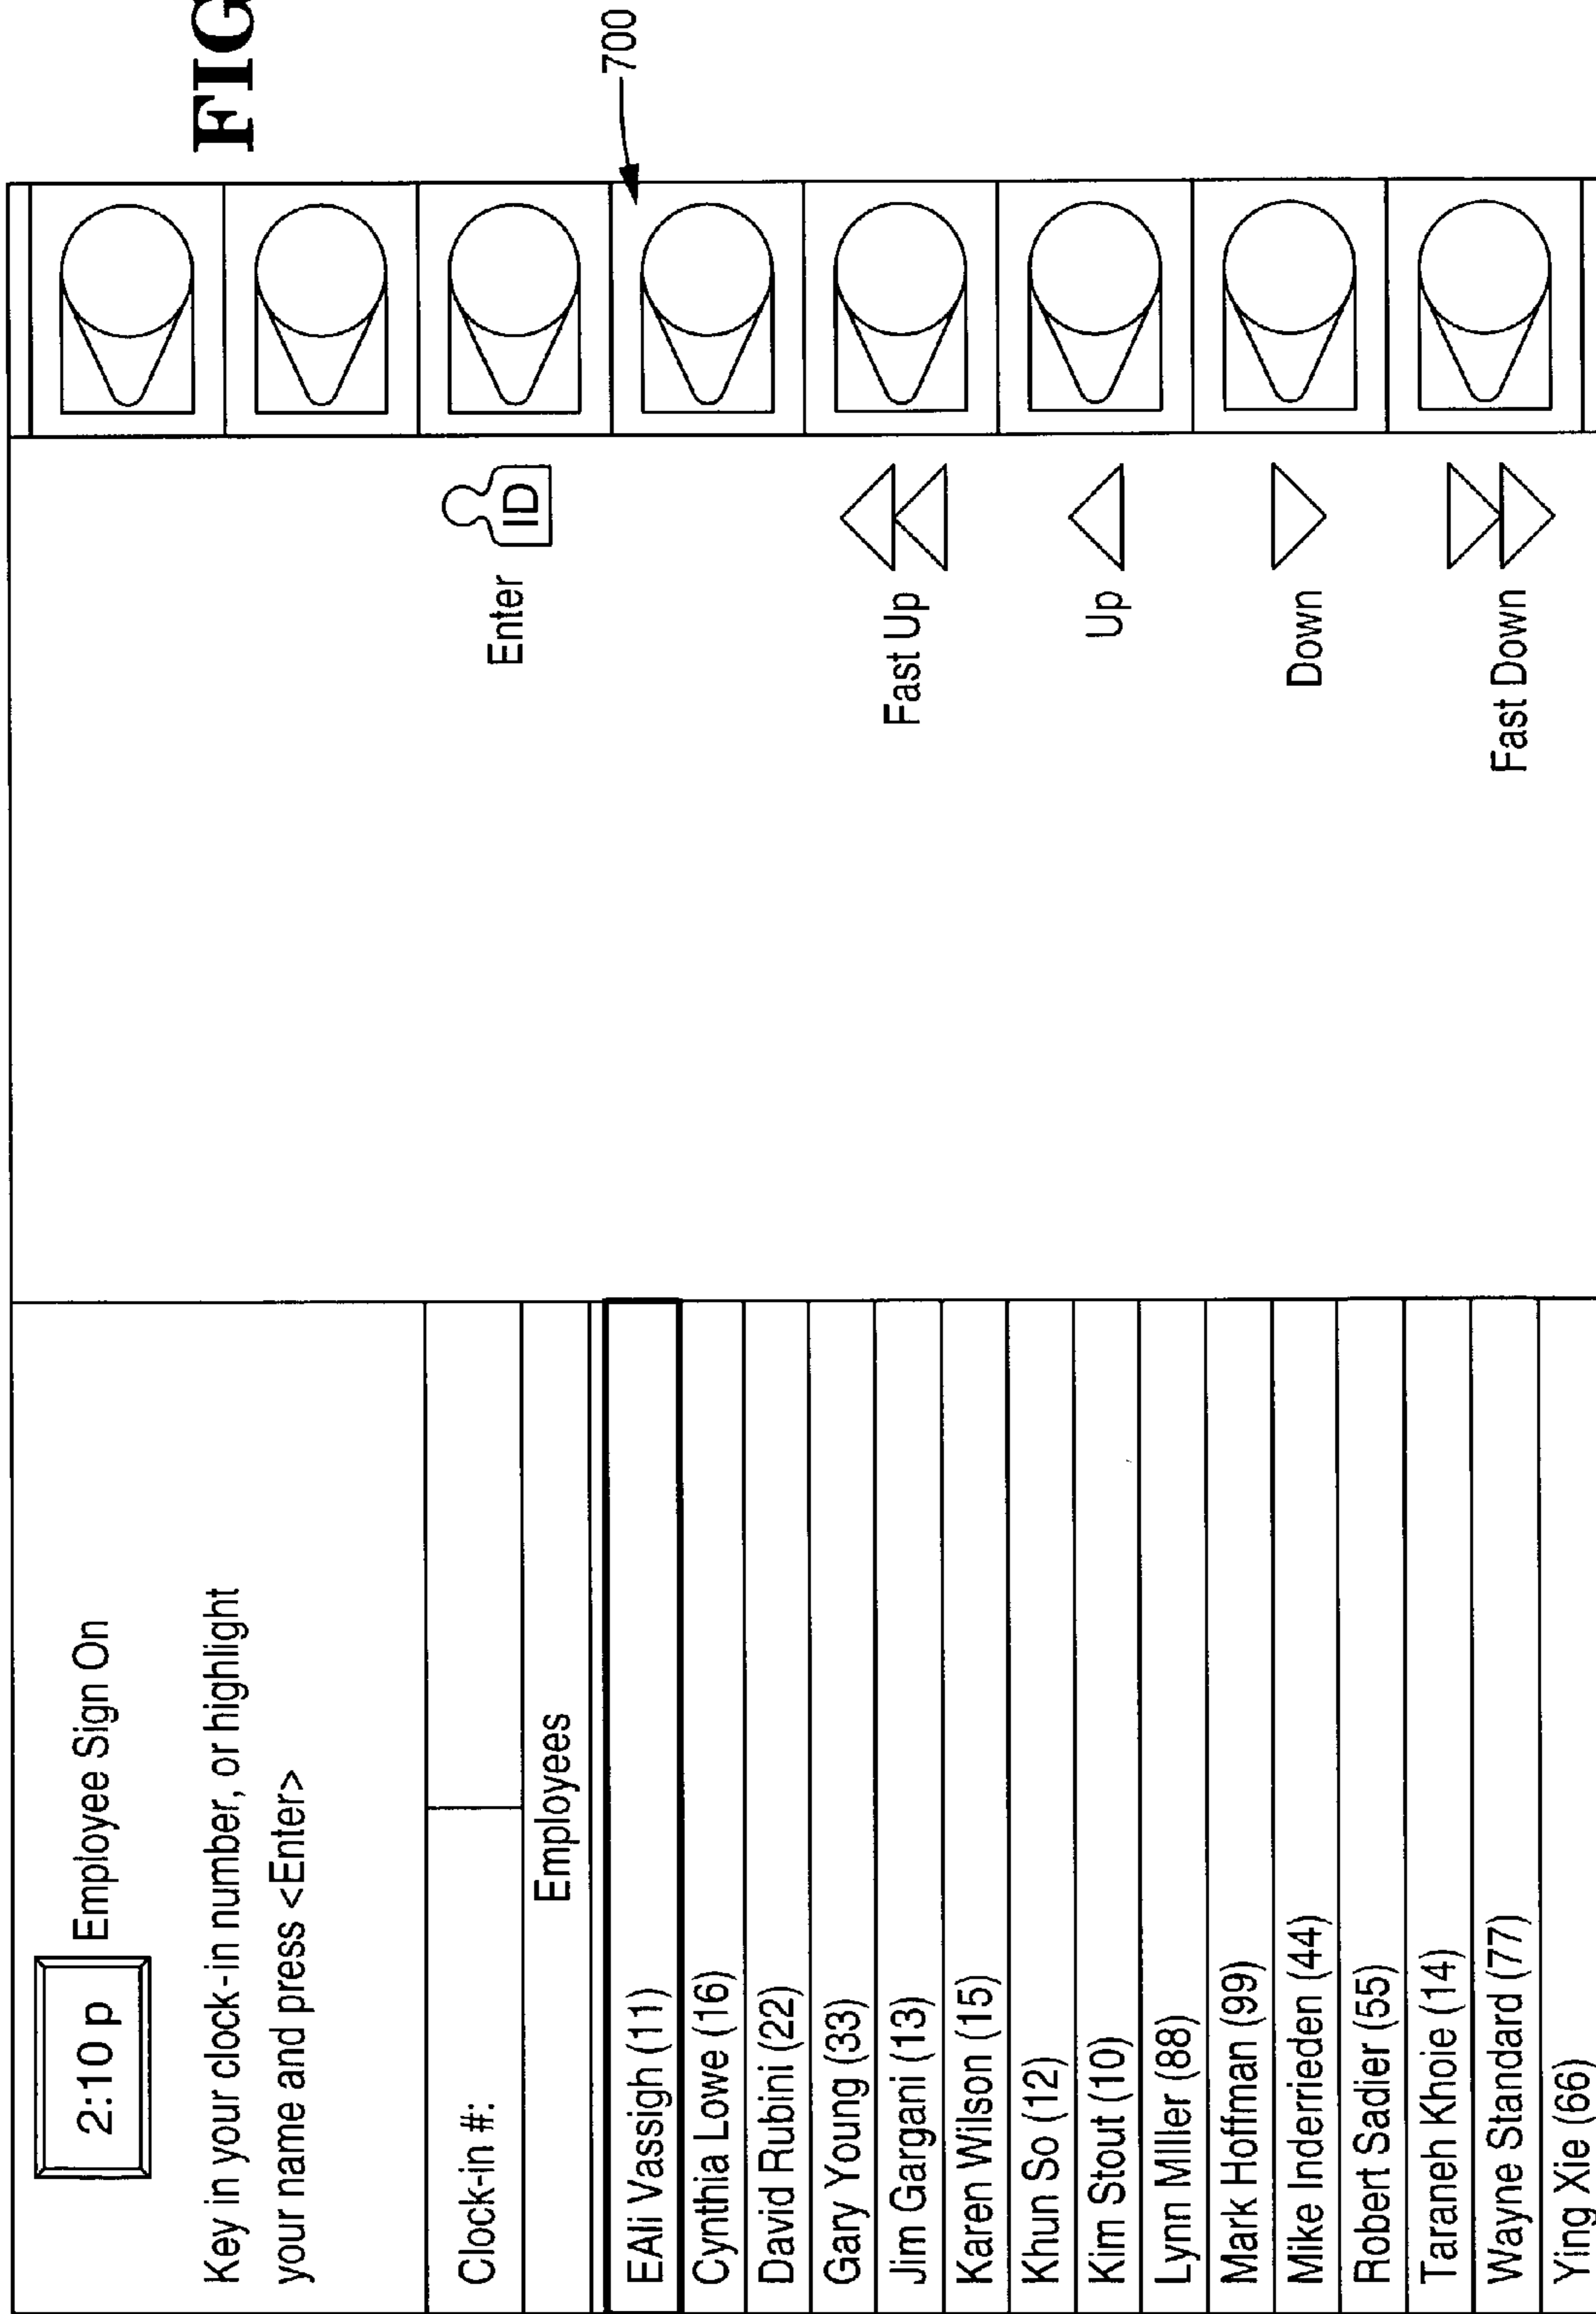 FIG
700
2:10 p
Employee Sign On
Key in your clock-in number, or highlight
your name and press <Enter>
Clock-in #:
Employees
EAli Vassigh (11)
Cynthia Lowe (16)
David Rubini (22)
Gary Young (33)
Jim Gargani (13)
Karen Wilson (15)
Khun So (12)
Kim Stout (10)
Lynn MIller (88)
Mark Hoffman (99)
Mike Inderrieden (44)
Robert Sadier (55)
Taraneh Khoie (14)
Wayne Standard (77)
Ying Xie (66)
Enter
ID
Fast Up
Up
Down
Fast Down